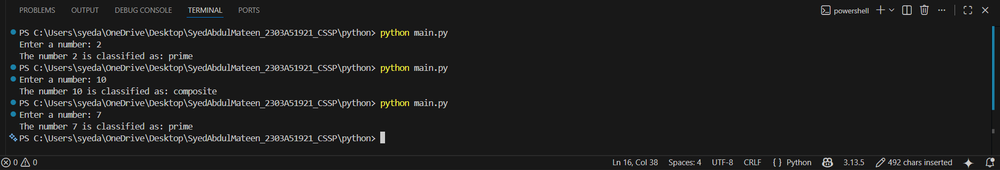 PROBLEMS OUTPUT DEBUG CONSOLE TERMINAL PORTS powershell
PS C:\Users\syeda\OneDrive\Desktop\SyedAbdulMateen_2303A51921_CSSP\python> python main.py
Enter a number: 2
The number 2 is classified as: prime
PS C:\Users\syeda\OneDrive\Desktop\SyedAbdulMateen_2303A51921_CSSP\python> python main.py
Enter a number: 10
The number 10 is classified as: composite
PS C:\Users\syeda\OneDrive\Desktop\SyedAbdulMateen_2303A51921_CSSP\python> python main.py
Enter a number: 7
The number 7 is classified as: prime
PS C:\Users\syeda\OneDrive\Desktop\SyedAbdulMateen_2303A51921_CSSP\python>
0 0 Ln 16, Col 38 Spaces: 4 UTF-8 CRLF {} Python 3.13.5 492 chars inserted